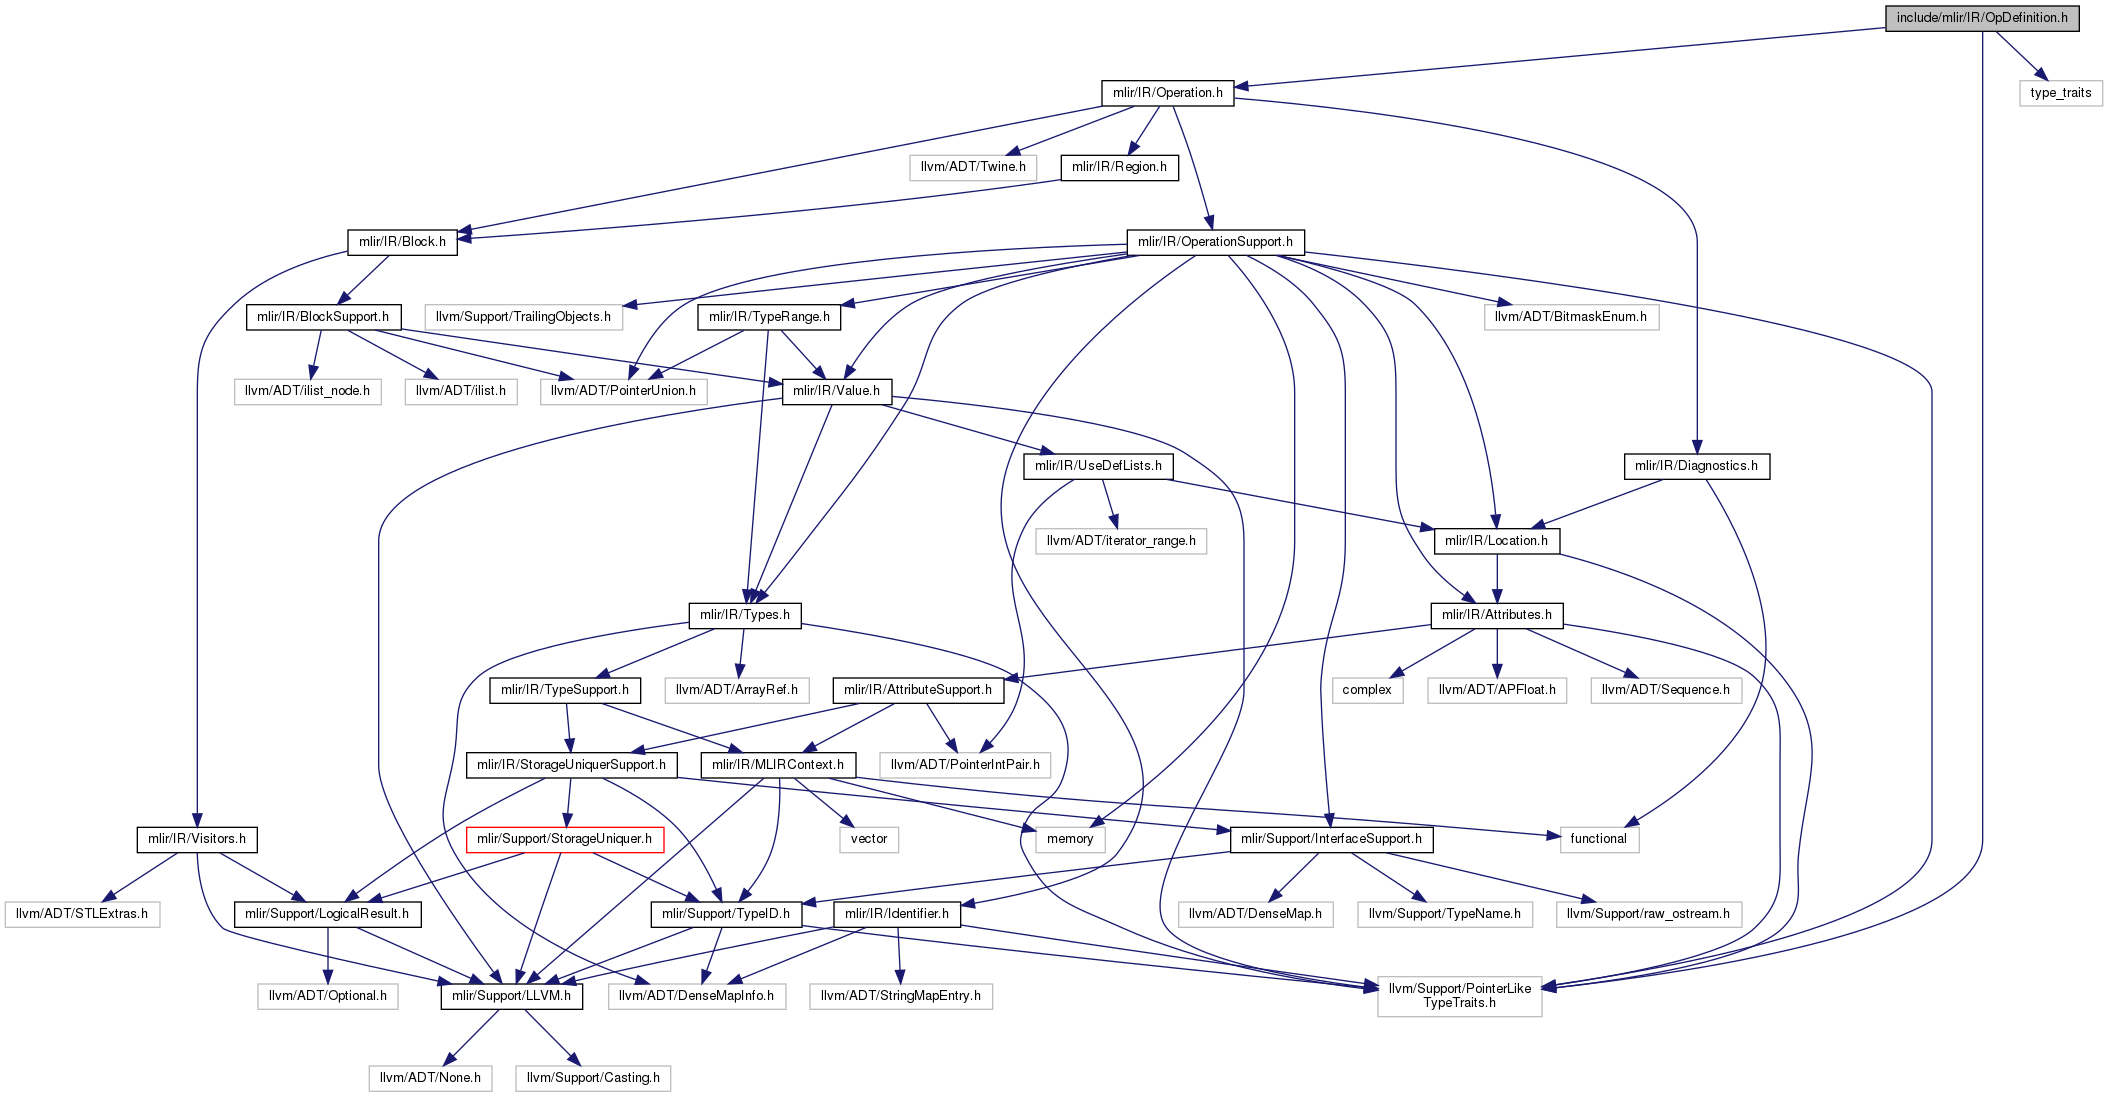 include/mlir/IR/OpDefinition.h
mlir/IR/Operation.h
type_traits
llvm/ADT/Twine.h
mlir/IR/Region.h
mlir/IR/Block.h
mlir/IR/OperationSupport.h
mlir/IR/BlockSupport.h
llvm/Support/TrailingObjects.h
mlir/IR/TypeRange.h
llvm/ADT/BitmaskEnum.h
llvm/ADT/ilist_node.h
llvm/ADT/ilist.h
llvm/ADT/PointerUnion.h
mlir/IR/Value.h
mlir/IR/UseDefLists.h
mlir/IR/Diagnostics.h
llvm/ADT/iterator_range.h
mlir/IR/Location.h
mlir/IR/Types.h
mlir/IR/Attributes.h
mlir/IR/TypeSupport.h
llvm/ADT/ArrayRef.h
mlir/IR/AttributeSupport.h
complex
llvm/ADT/APFloat.h
llvm/ADT/Sequence.h
mlir/IR/StorageUniquerSupport.h
mlir/IR/MLIRContext.h
llvm/ADT/PointerIntPair.h
mlir/IR/Visitors.h
mlir/Support/StorageUniquer.h
vector
memory
mlir/Support/InterfaceSupport.h
functional
llvm/ADT/STLExtras.h
mlir/Support/LogicalResult.h
mlir/Support/TypeID.h
mlir/IR/Identifier.h
llvm/ADT/DenseMap.h
llvm/Support/TypeName.h
llvm/Support/raw_ostream.h
llvm/ADT/Optional.h
mlir/Support/LLVM.h
llvm/ADT/DenseMapInfo.h
llvm/ADT/StringMapEntry.h
llvm/Support/PointerLike
TypeTraits.h
llvm/ADT/None.h
llvm/Support/Casting.h